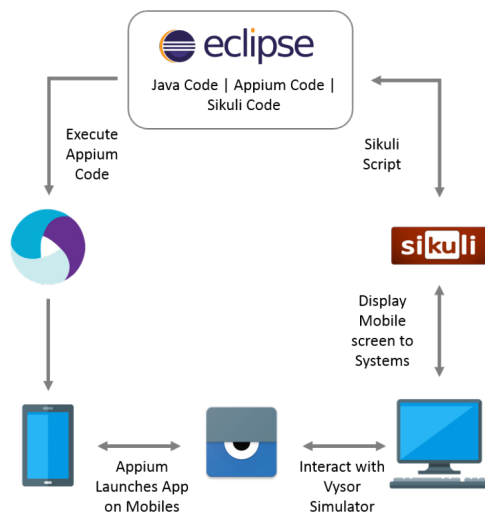 eclipse
Java Code | Appium Code |
Sikuli Code
Execute
Appium
Code
Sikuli
Script
sikuli
Display
Mobile
screen to
Systems
Appium
Launches App
on Mobiles
Interact with
Vysor
Simulator